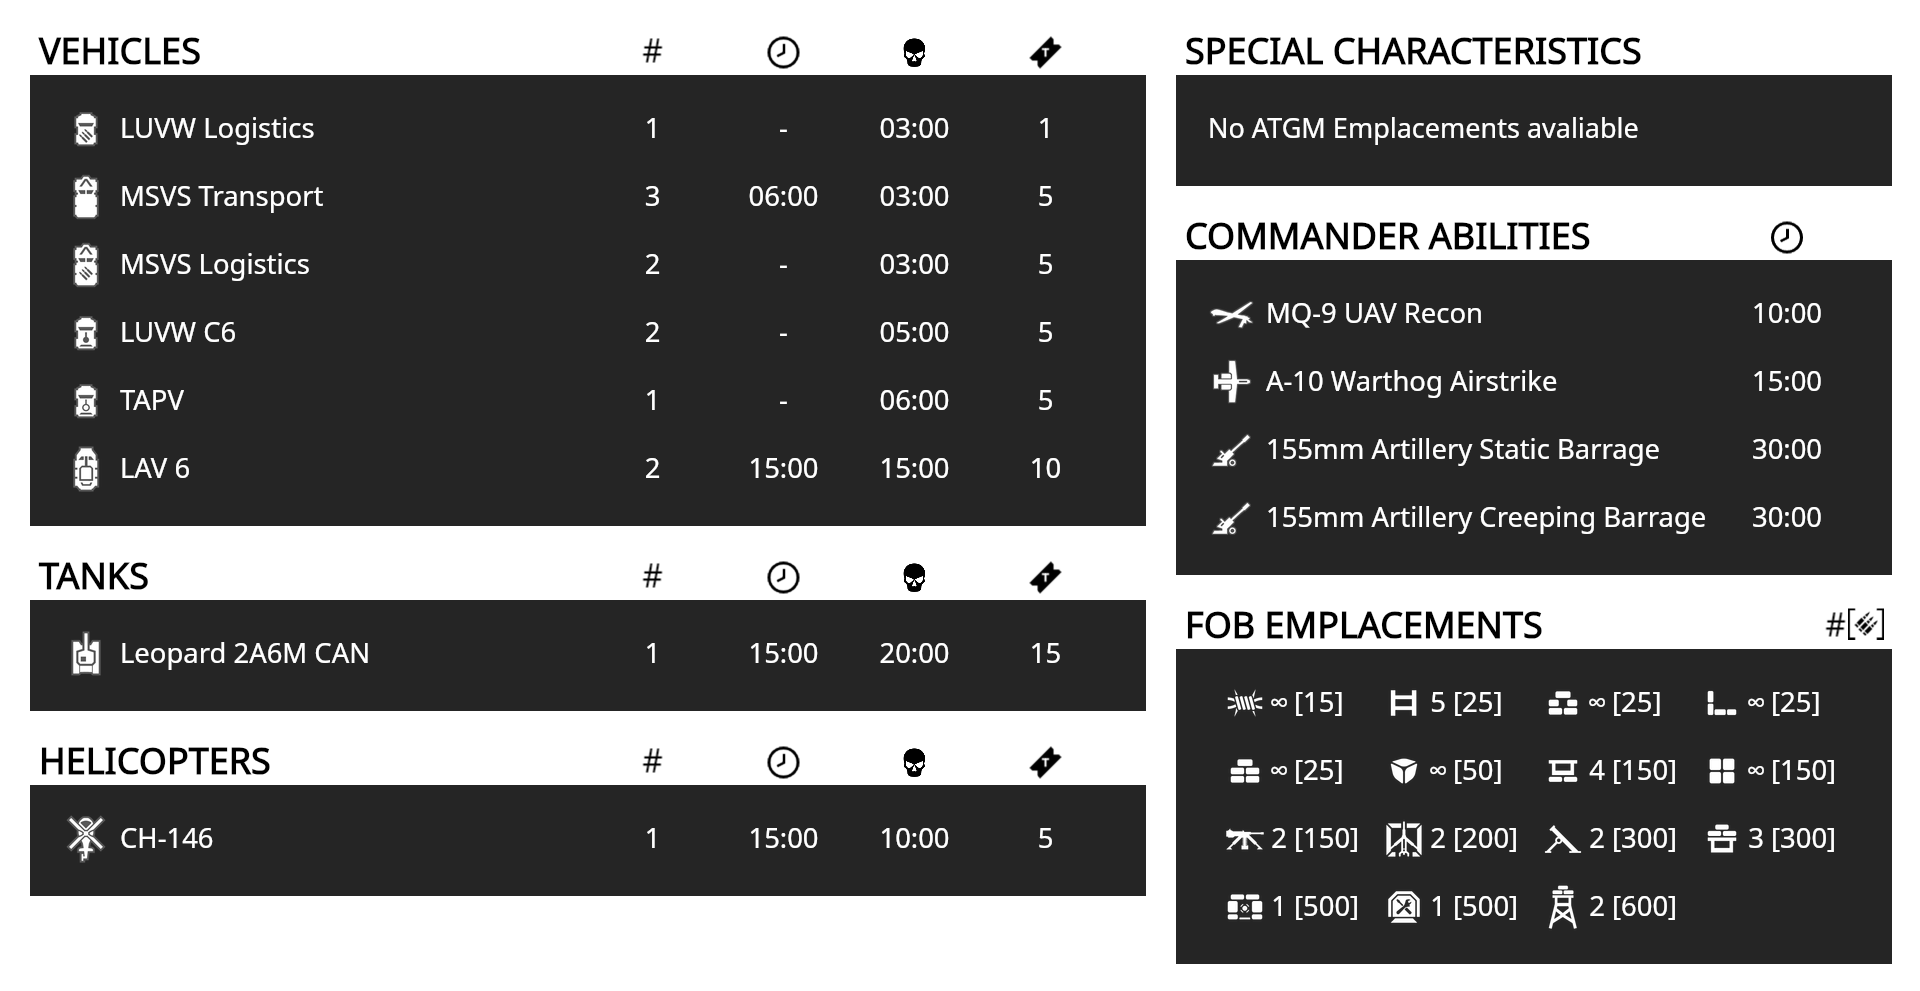 VEHICLES #
LUVW Logistics 1 - 03:00 1
MSVS Transport 3 06:00 03:00 5
MSVS Logistics 2 - 03:00 5
LUVW C6 2 - 05:00 5
TAPV 1 - 06:00 5
LAV 6 2 15:00 15:00 10
TANKS #
Leopard 2A6M CAN 1 15:00 20:00 15
HELICOPTERS #
CH-146 1 15:00 10:00 5
SPECIAL CHARACTERISTICS
No ATGM Emplacements avaliable
COMMANDER ABILITIES
MQ-9 UAV Recon 10:00
A-10 Warthog Airstrike 15:00
155mm Artillery Static Barrage 30:00
155mm Artillery Creeping Barrage 30:00
FOB EMPLACEMENTS #[]
∞ [15] 5 [25] ∞ [25] ∞ [25]
∞ [25] ∞ [50] 4 [150] ∞ [150]
2 [150] 2 [200] 2 [300] 3 [300]
1 [500] 1 [500] 2 [600]